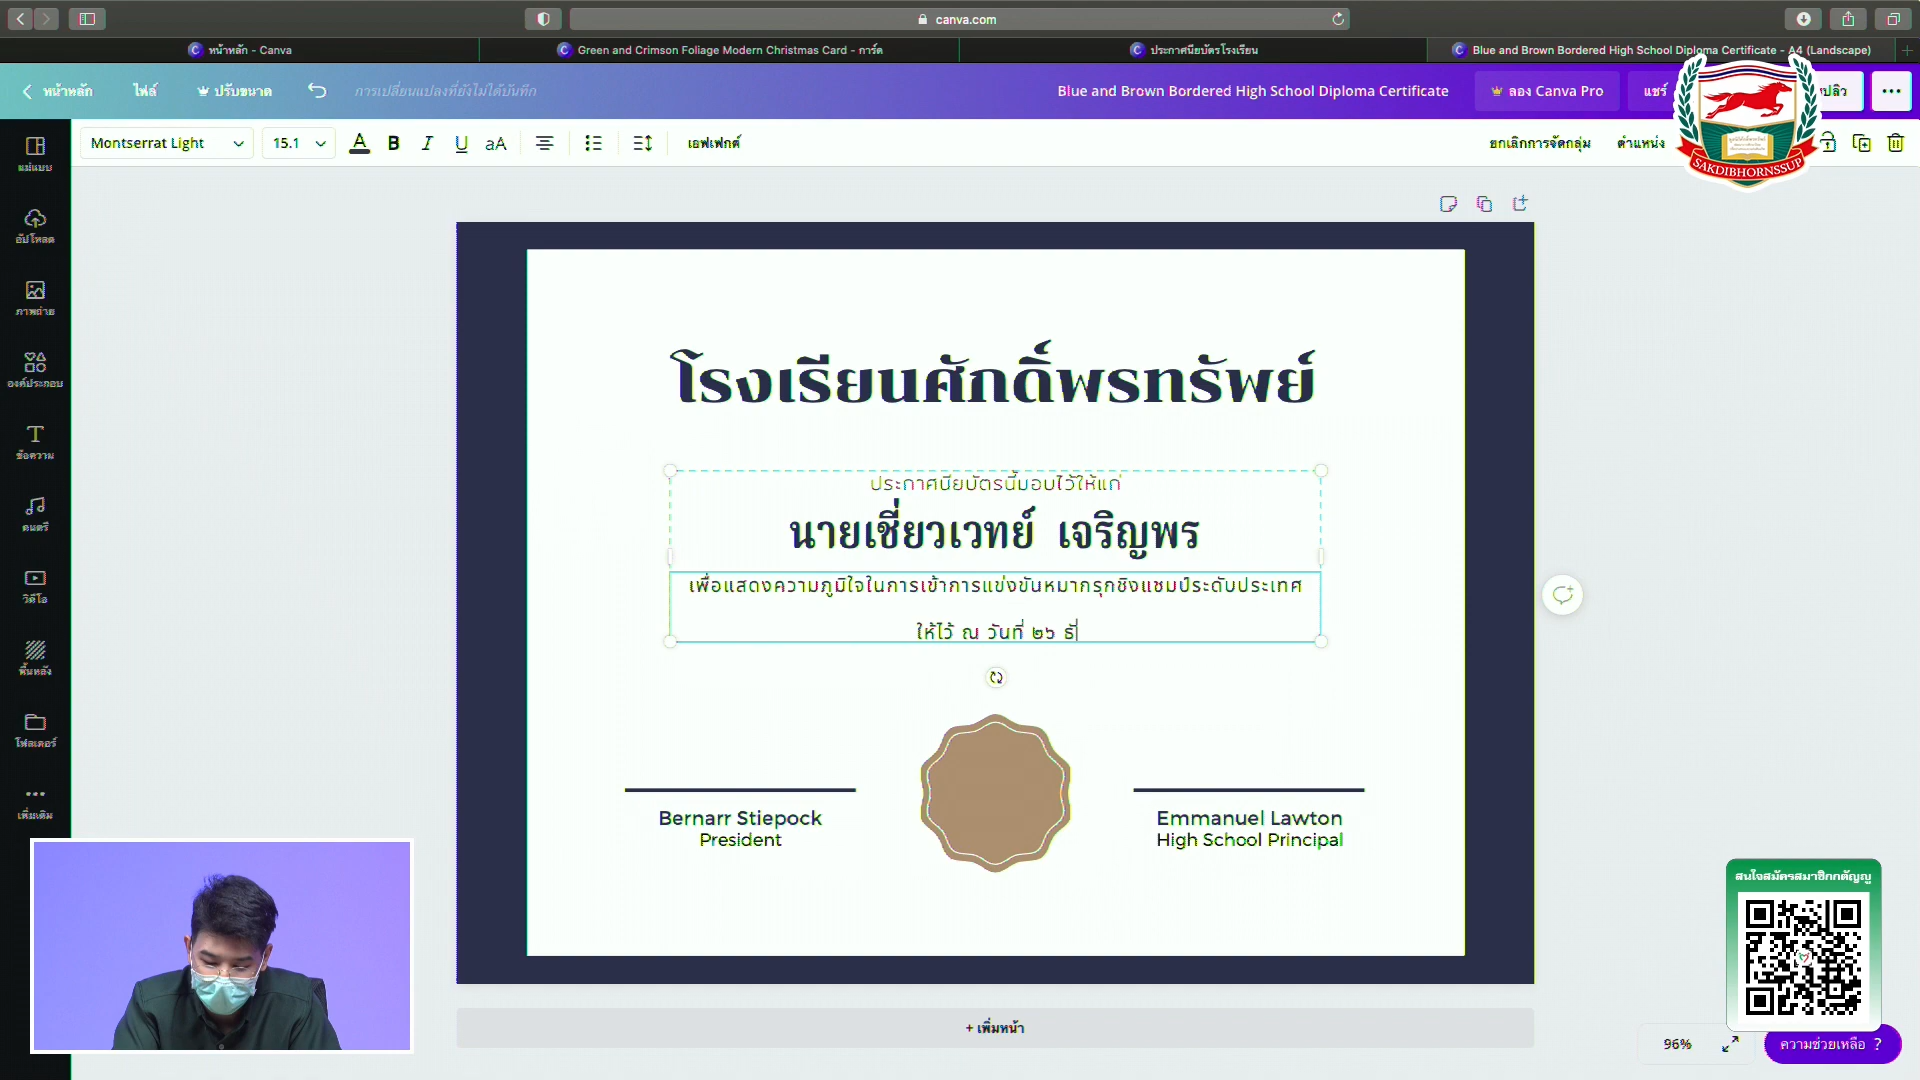 canva.com
หน้าหลัก - Canva
Green and Crimson Foliage Modern Christmas Card - การ์ด
ประกาศนียบัตรโรงเรียน
Blue and Brown Bordered High School Diploma Certificate - A4 (Landscape)
หน้าหลัก
ไฟล์
ปรับขนาด
การเปลี่ยนแปลงที่ยังไม่ได้บันทึก
Blue and Brown Bordered High School Diploma Certificate
ลอง Canva Pro
แชร์
Montserrat Light
15.1
A
B
I
U
aA
เอฟเฟกต์
ยกเลิกการจัดกลุ่ม
ตำแหน่ง
SAKDIBHORNSSUP
แม่แบบ
อัปโหลด
ภาพถ่าย
องค์ประกอบ
ข้อความ
ดนตรี
วิดีโอ
พื้นหลัง
โฟลเดอร์
เพิ่มเติม
โรงเรียนศักดิ์พรทรัพย์
ประกาศนียบัตรนี้มอบไว้ให้แก่
นายเชี่ยวเวทย์ เจริญพร
เพื่อแสดงความภูมิใจในการเข้าการแข่งขันหมากรุกชิงแชมป์ระดับประเทศ
ให้ไว้ ณ วันที่ ๒๖ ธั
Bernarr Stiepock
President
Emmanuel Lawton
High School Principal
+ เพิ่มหน้า
สนใจสมัครสมาชิกกตัญญู
96%
ความช่วยเหลือ ?